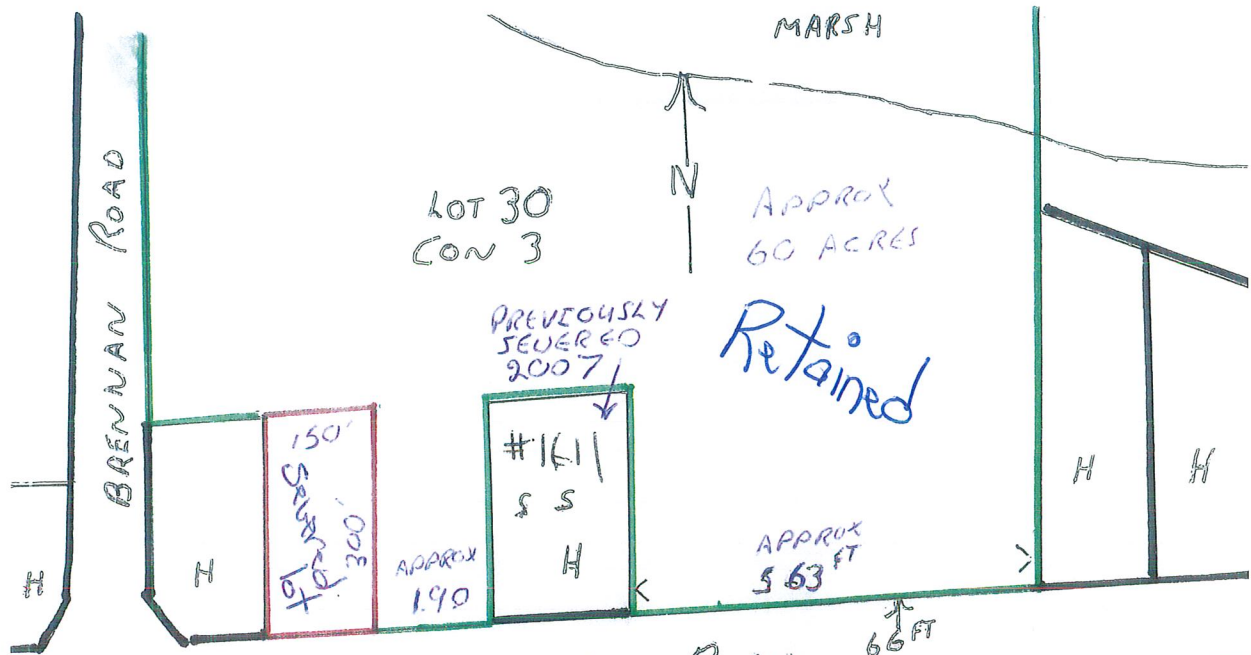 MARSH
N
LOT 30
CON 3
APPROX
60 ACRES
BRENNAN ROAD
PREVIOUSLY
SEVERED
2007
Retained
150'
Severed
lot
300'
#1611
S S
H
H
H
H
H
APPROX
190
APPROX
563 FT
66 FT